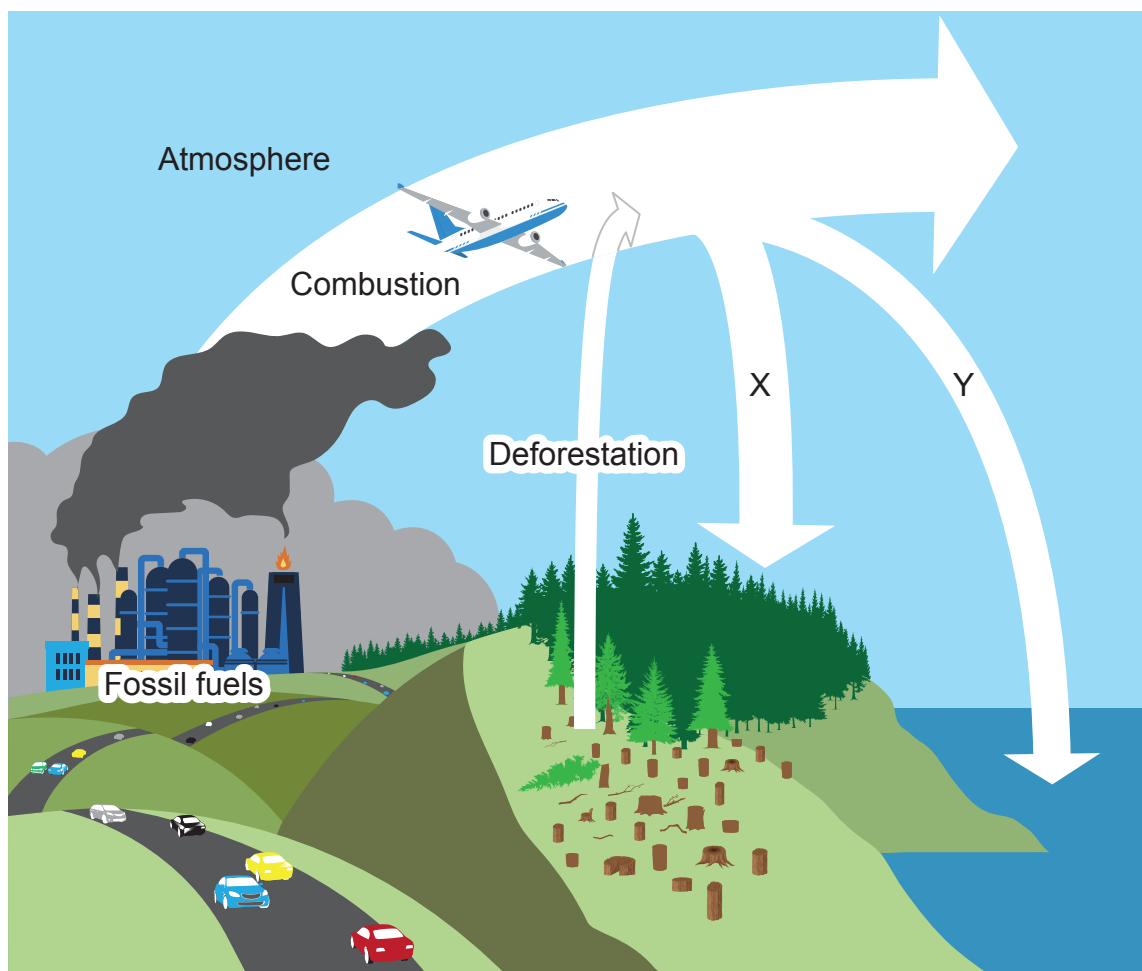 Atmosphere
Combustion
X
Y
Deforestation
Fossil fuels